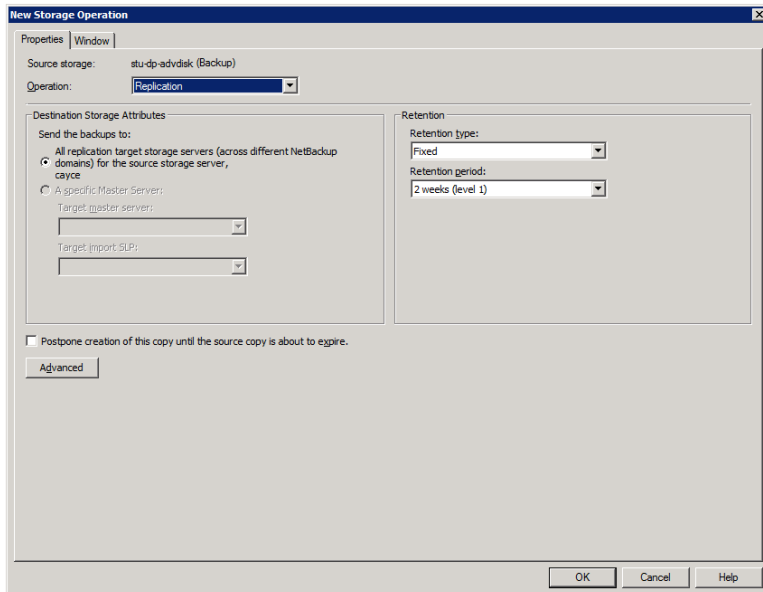 New Storage Operation
Properties
Window
Source storage:
stu-dp-advdisk (Backup)
Operation:
Replication
Destination Storage Attributes
Send the backups to:
All replication target storage servers (across different NetBackup
domains) for the source storage server,
cayce
A specific Master Server:
Target master server:
Target import SLP:
Retention
Retention type:
Fixed
Retention period:
2 weeks (level 1)
Postpone creation of this copy until the source copy is about to expire.
Advanced
OK
Cancel
Help